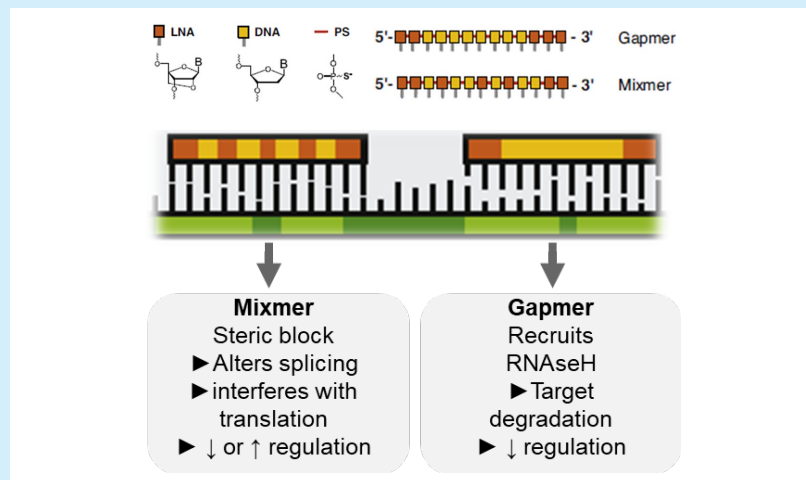 LNA DNA PS
5'- - 3' Gapmer
5'- - 3' Mixmer
B B
O O O O
O P S-
O
Mixmer
Steric block
►Alters splicing
►interferes with
translation
► ↓ or ↑ regulation
Gapmer
Recruits
RNAseH
►Target
degradation
► ↓ regulation